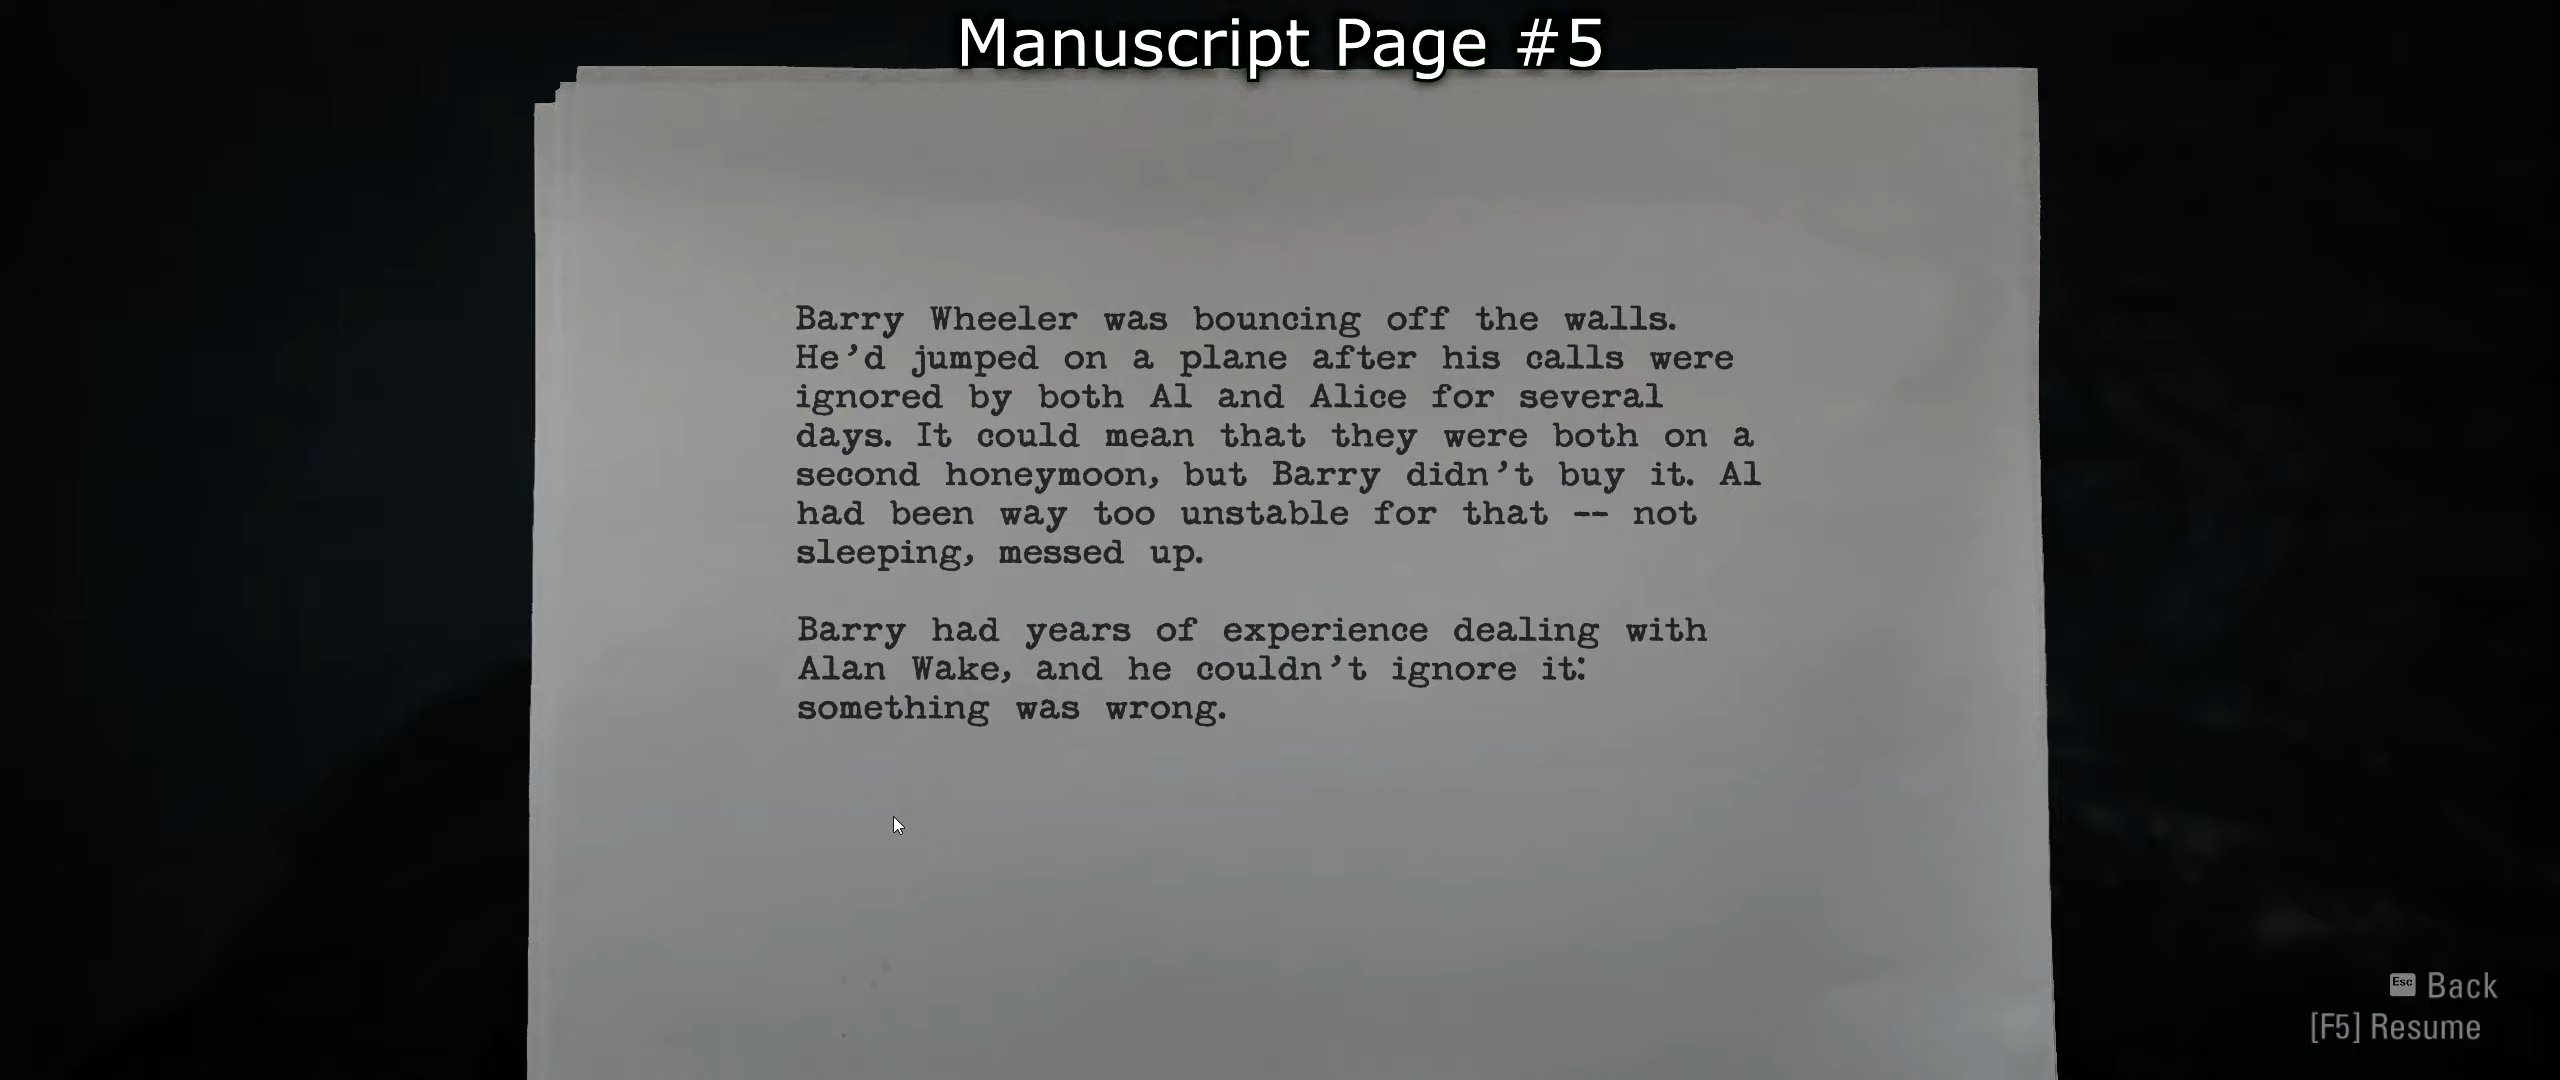 Manuscript Page #5
Barry Wheeler was bouncing off the walls.
He’d jumped on a plane after his calls were
ignored by both Al and Alice for several
days. It could mean that they were both on a
second honeymoon, but Barry didn’t buy it. Al
had been way too unstable for that -- not
sleeping, messed up.
Barry had years of experience dealing with
Alan Wake, and he couldn’t ignore it:
something was wrong.
Esc Back
[F5] Resume